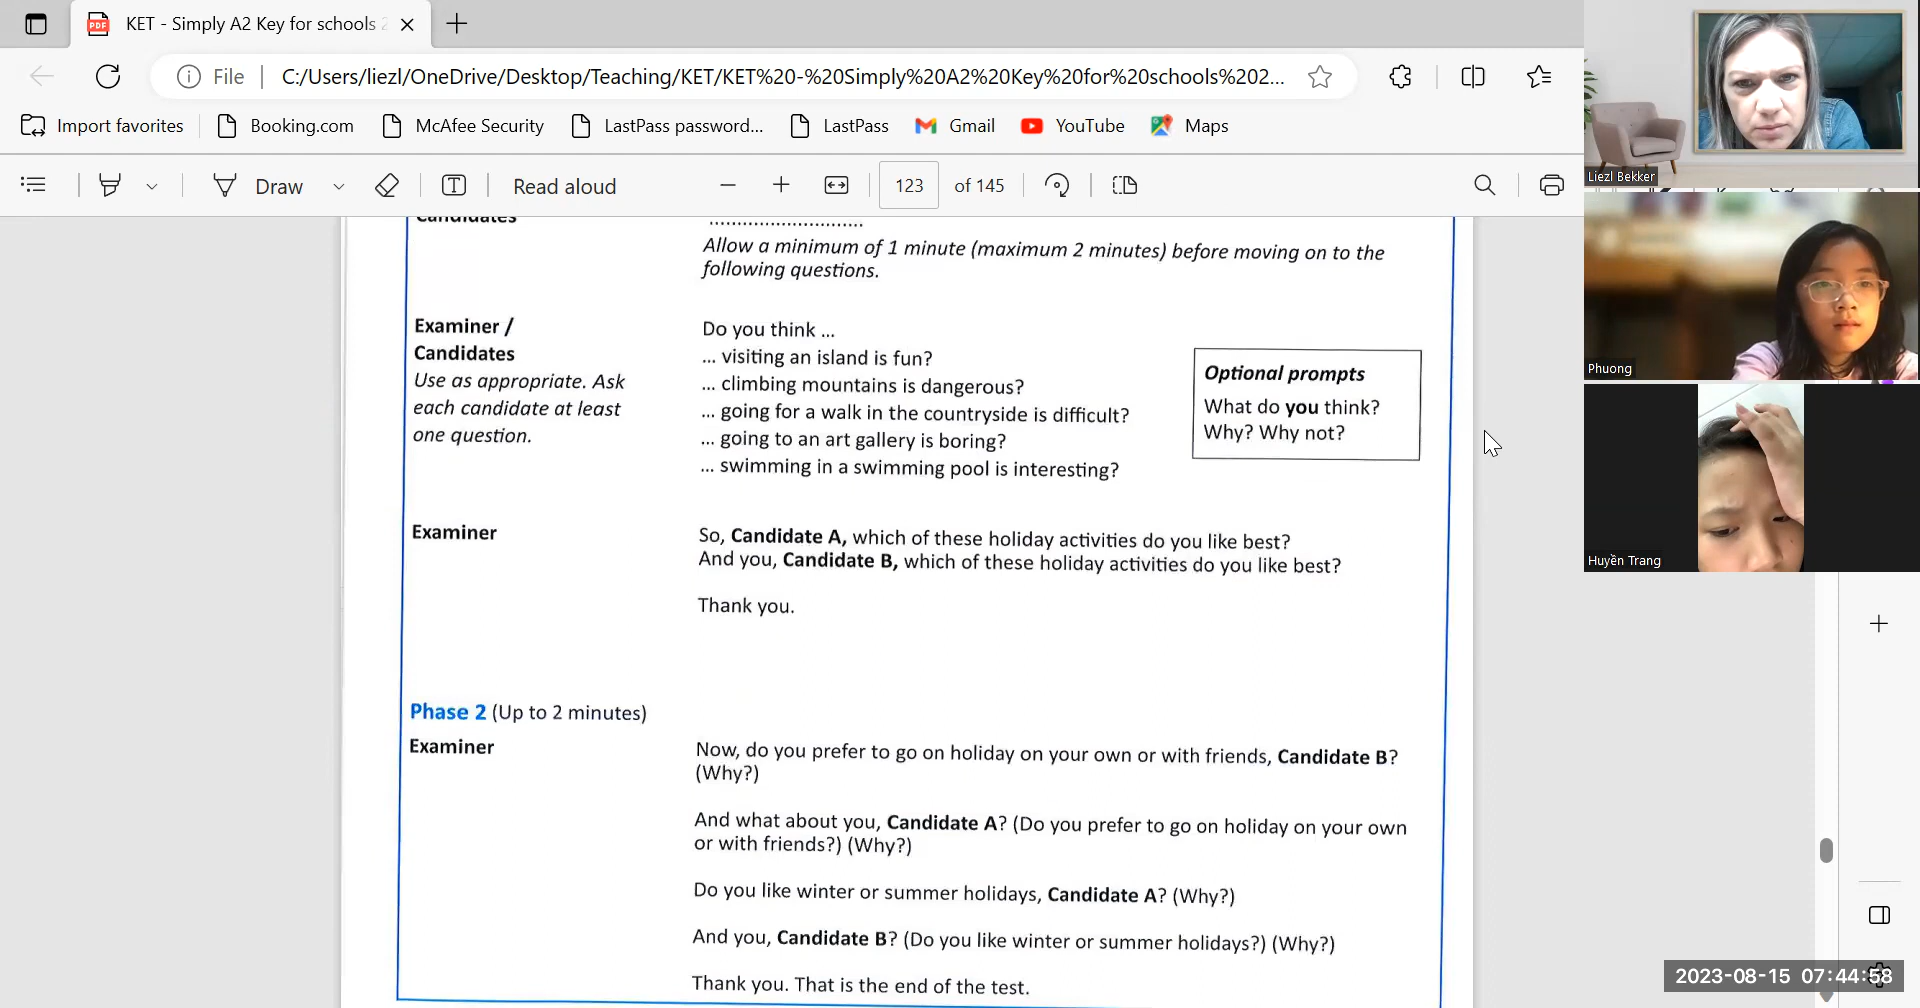 KET - Simply A2 Key for schools 2
File
C:/Users/liezl/OneDrive/Desktop/Teaching/KET/KET%20-%20Simply%20A2%20Key%20for%20schools%202...
Import favorites
Booking.com
McAfee Security
LastPass password...
LastPass
Gmail
YouTube
Maps
Draw
Read aloud
123
of 145
Candidates
..............................
Allow a minimum of 1 minute (maximum 2 minutes) before moving on to the
following questions.
Examiner /
Candidates
Use as appropriate. Ask
each candidate at least
one question.
Do you think ...
... visiting an island is fun?
... climbing mountains is dangerous?
... going for a walk in the countryside is difficult?
... going to an art gallery is boring?
... swimming in a swimming pool is interesting?
Optional prompts
What do you think?
Why? Why not?
Examiner
So, Candidate A, which of these holiday activities do you like best?
And you, Candidate B, which of these holiday activities do you like best?
Thank you.
Phase 2 (Up to 2 minutes)
Examiner
Now, do you prefer to go on holiday on your own or with friends, Candidate B?
(Why?)
And what about you, Candidate A? (Do you prefer to go on holiday on your own
or with friends?) (Why?)
Do you like winter or summer holidays, Candidate A? (Why?)
And you, Candidate B? (Do you like winter or summer holidays?) (Why?)
Thank you. That is the end of the test.
Liezl Bekker
Phuong
Huyền Trang
2023-08-15 07:44:58